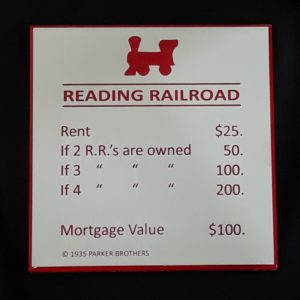 READING RAILROAD
Rent $25.
If 2 R.R.'s are owned 50.
If 3 “ “ “ 100.
If 4 “ “ “ 200.
Mortgage Value $100.
© 1935 PARKER BROTHERS